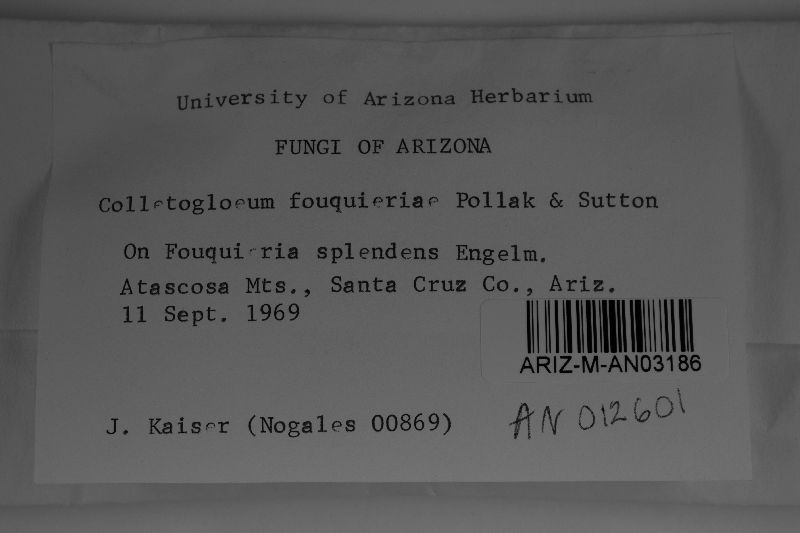 University of Arizona Herbarium
FUNGI OF ARIZONA
Colletogloeum fouquieriae Pollak & Sutton
On Fouquieria splendens Engelm.
Atascosa Mts., Santa Cruz Co., Ariz.
11 Sept. 1969
ARIZ-M-AN03186
J. Kaiser (Nogales 00869)
AN 012601